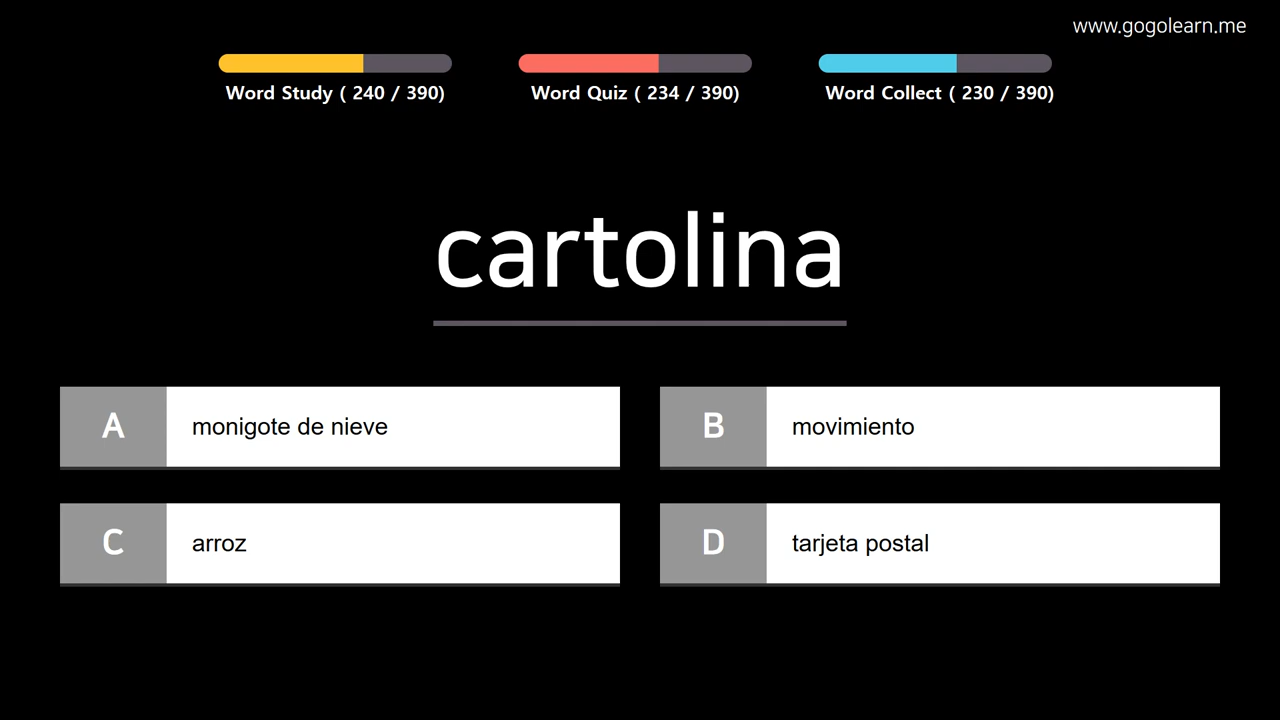 www.gogolearn.me
Word Study ( 240 / 390)
Word Quiz ( 234 / 390)
Word Collect ( 230 / 390)
cartolina
A monigote de nieve
B movimiento
C arroz
D tarjeta postal